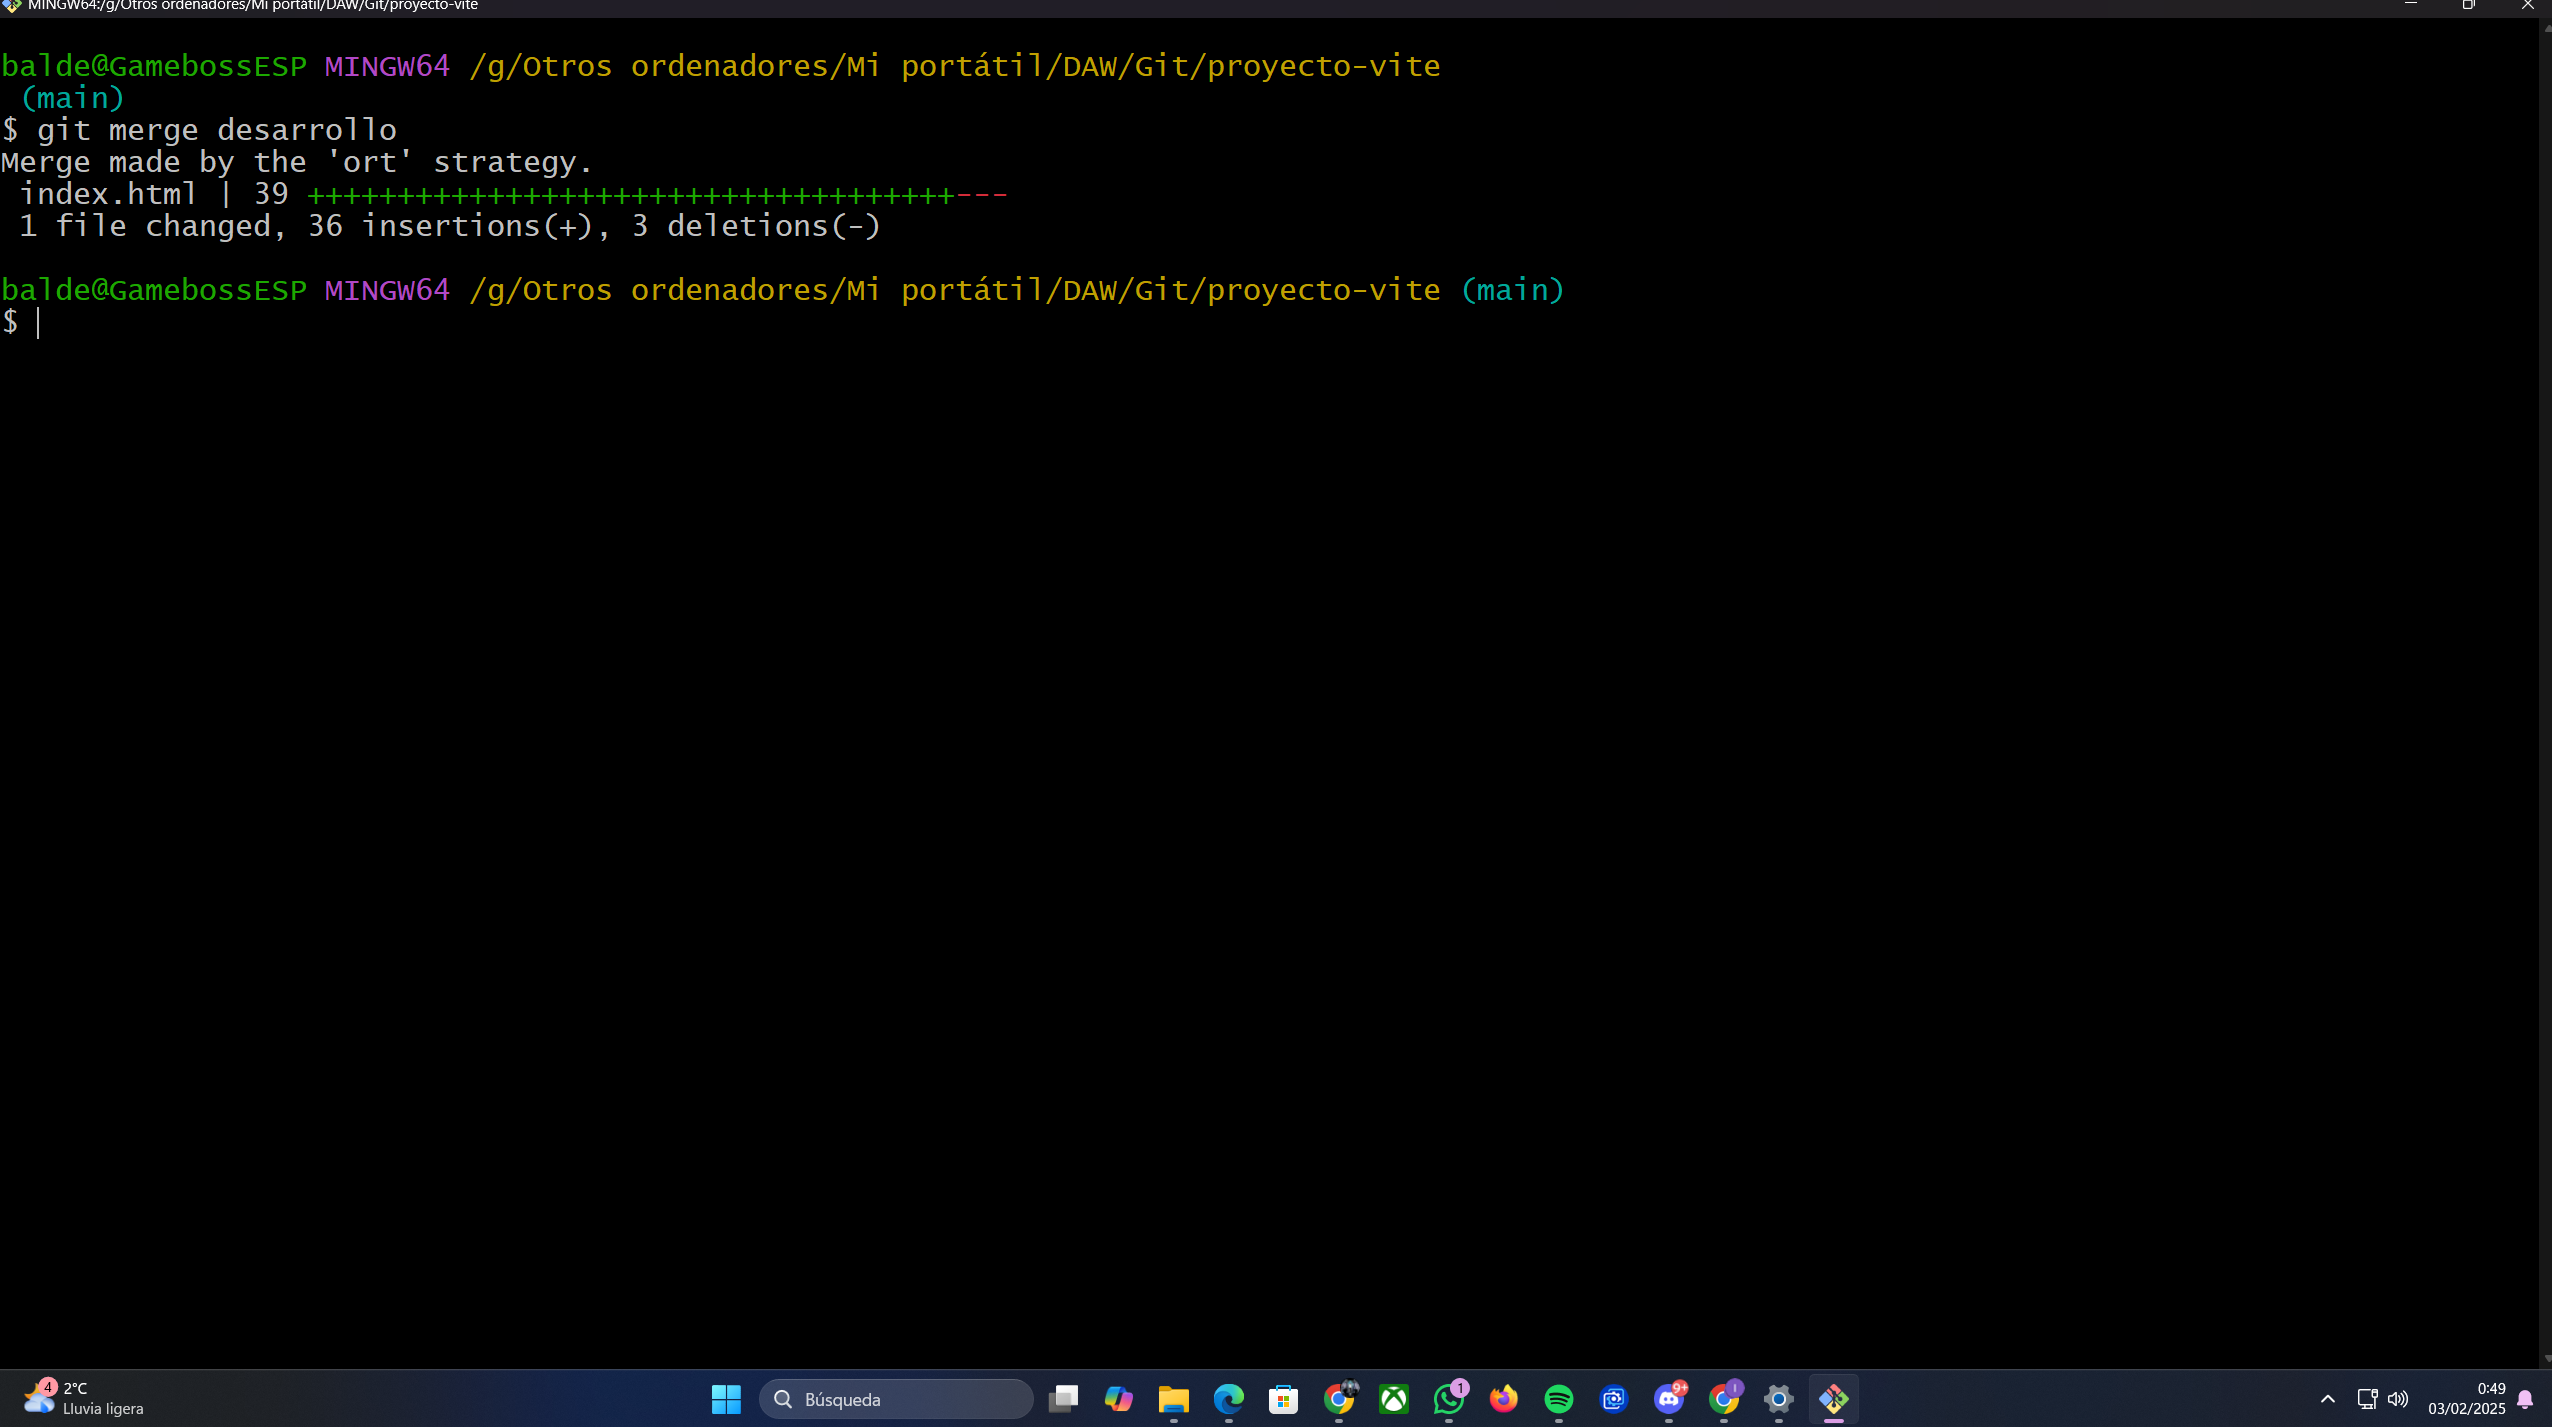 MINGW64:/g/Otros ordenadores/Mi portátil/DAW/Git/proyecto-vite
balde@GamebossESP MINGW64 /g/Otros ordenadores/Mi portátil/DAW/Git/proyecto-vite
(main)
$ git merge desarrollo
Merge made by the 'ort' strategy.
index.html | 39 ++++++++++++++++++++++++++++++++++++---
1 file changed, 36 insertions(+), 3 deletions(-)
balde@GamebossESP MINGW64 /g/Otros ordenadores/Mi portátil/DAW/Git/proyecto-vite (main)
$
4
2°C
Lluvia ligera
Búsqueda
1
9+
I
0:49
03/02/2025